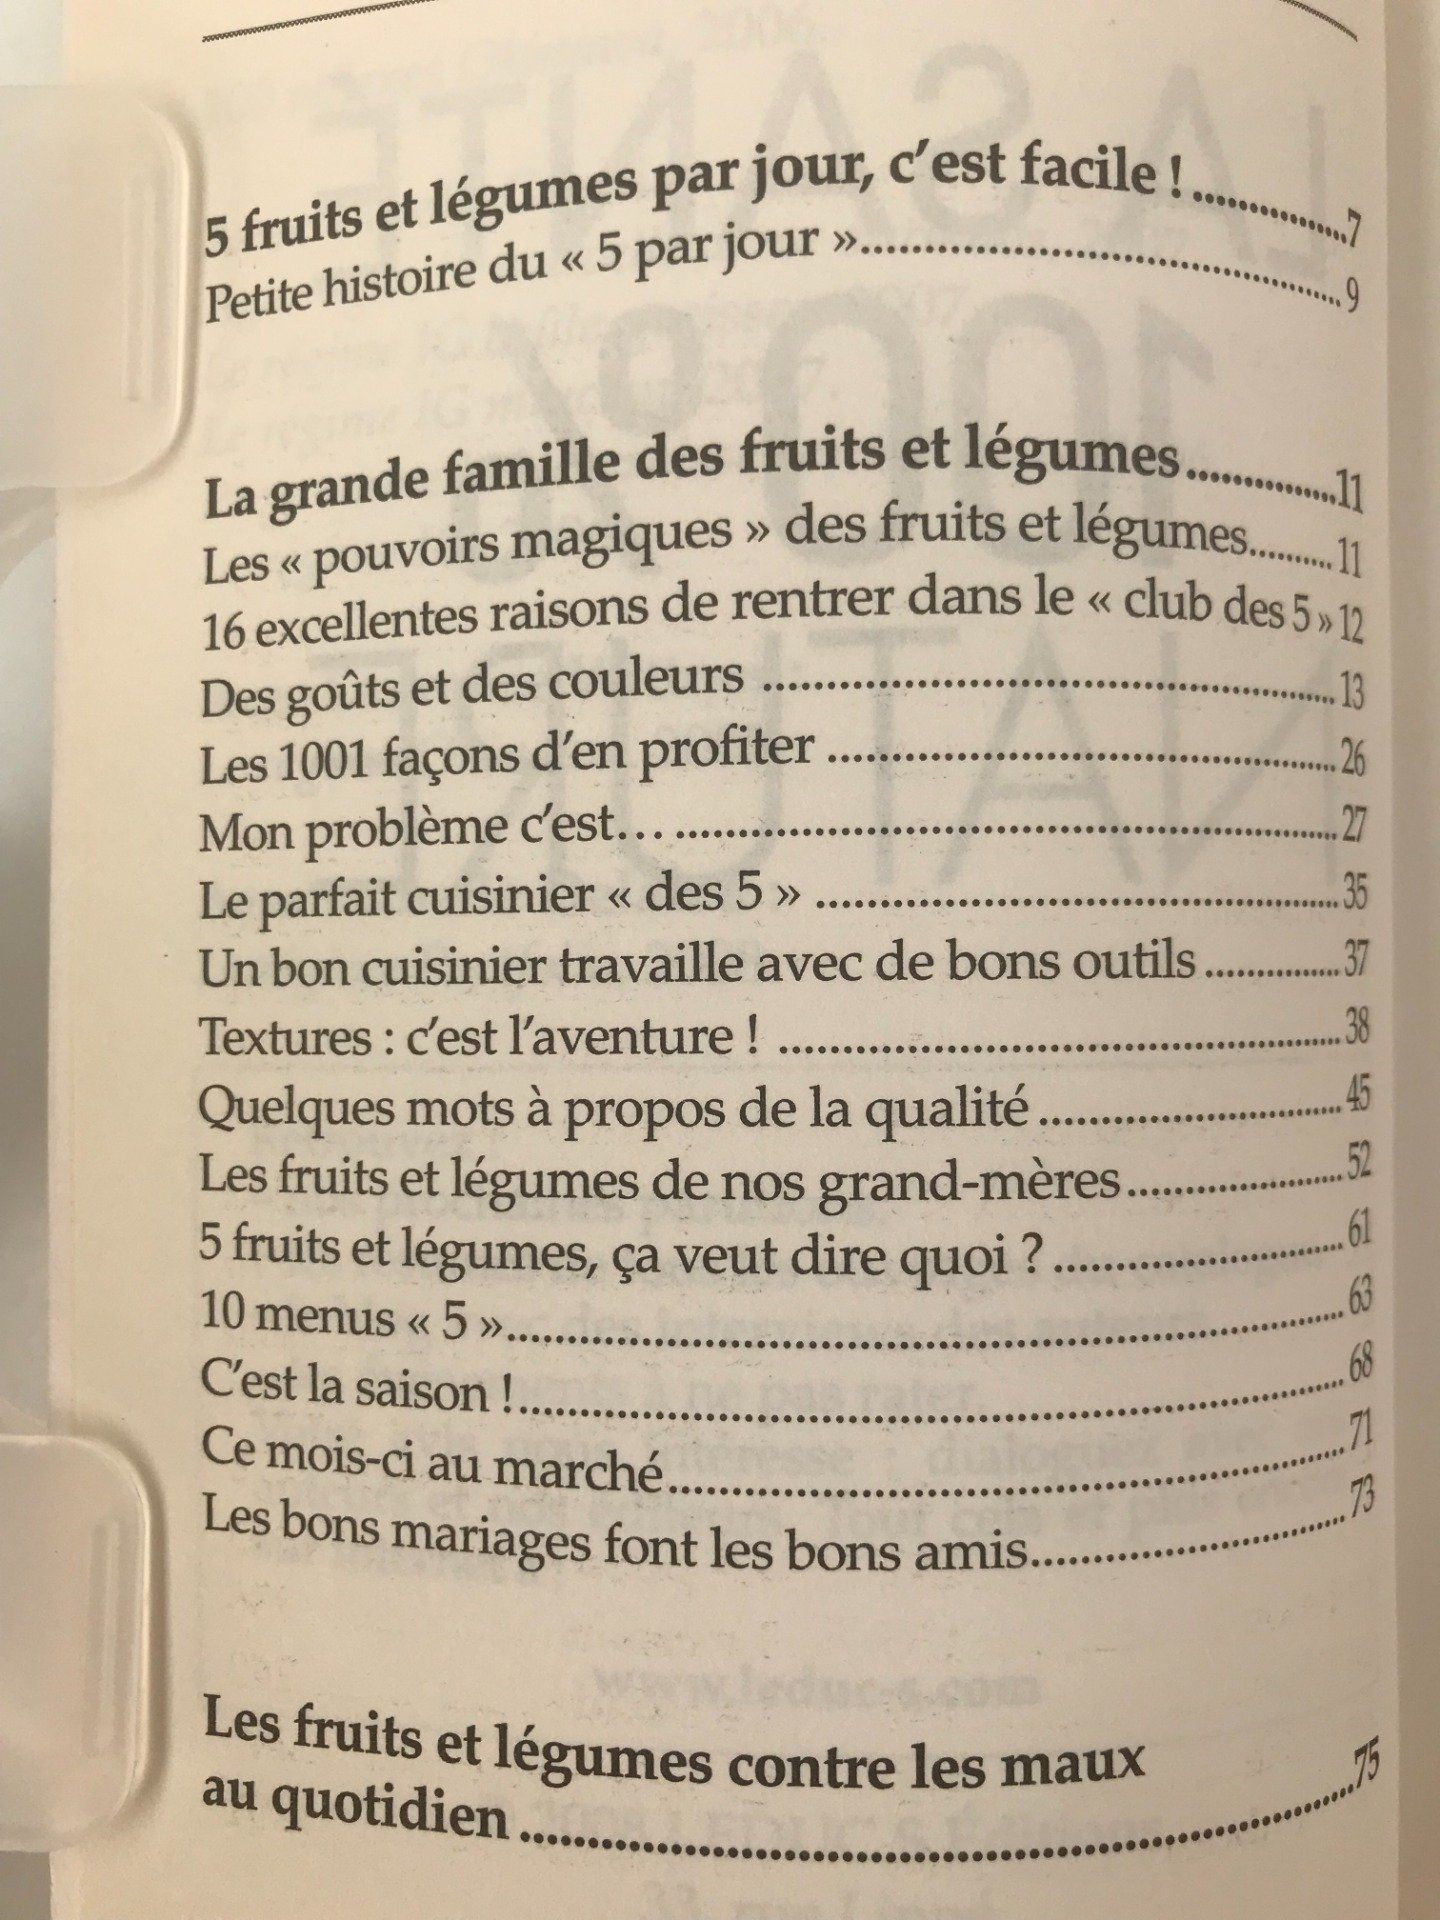 5 fruits et légumes par jour, c'est facile !..................7
Petite histoire du « 5 par jour »..................9
La grande famille des fruits et légumes..................11
Les « pouvoirs magiques » des fruits et légumes..........11
16 excellentes raisons de rentrer dans le « club des 5 » 12
Des goûts et des couleurs ..................13
Les 1001 façons d'en profiter ..................26
Mon problème c'est... ..................27
Le parfait cuisinier « des 5 » ..................35
Un bon cuisinier travaille avec de bons outils ...............37
Textures : c'est l'aventure ! ..................38
Quelques mots à propos de la qualité ..................45
Les fruits et légumes de nos grand-mères..................52
5 fruits et légumes, ça veut dire quoi ? ..................61
10 menus « 5 »..................63
C'est la saison !..................68
Ce mois-ci au marché..................71
Les bons mariages font les bons amis..................73
Les fruits et légumes contre les maux
au quotidien ..................75